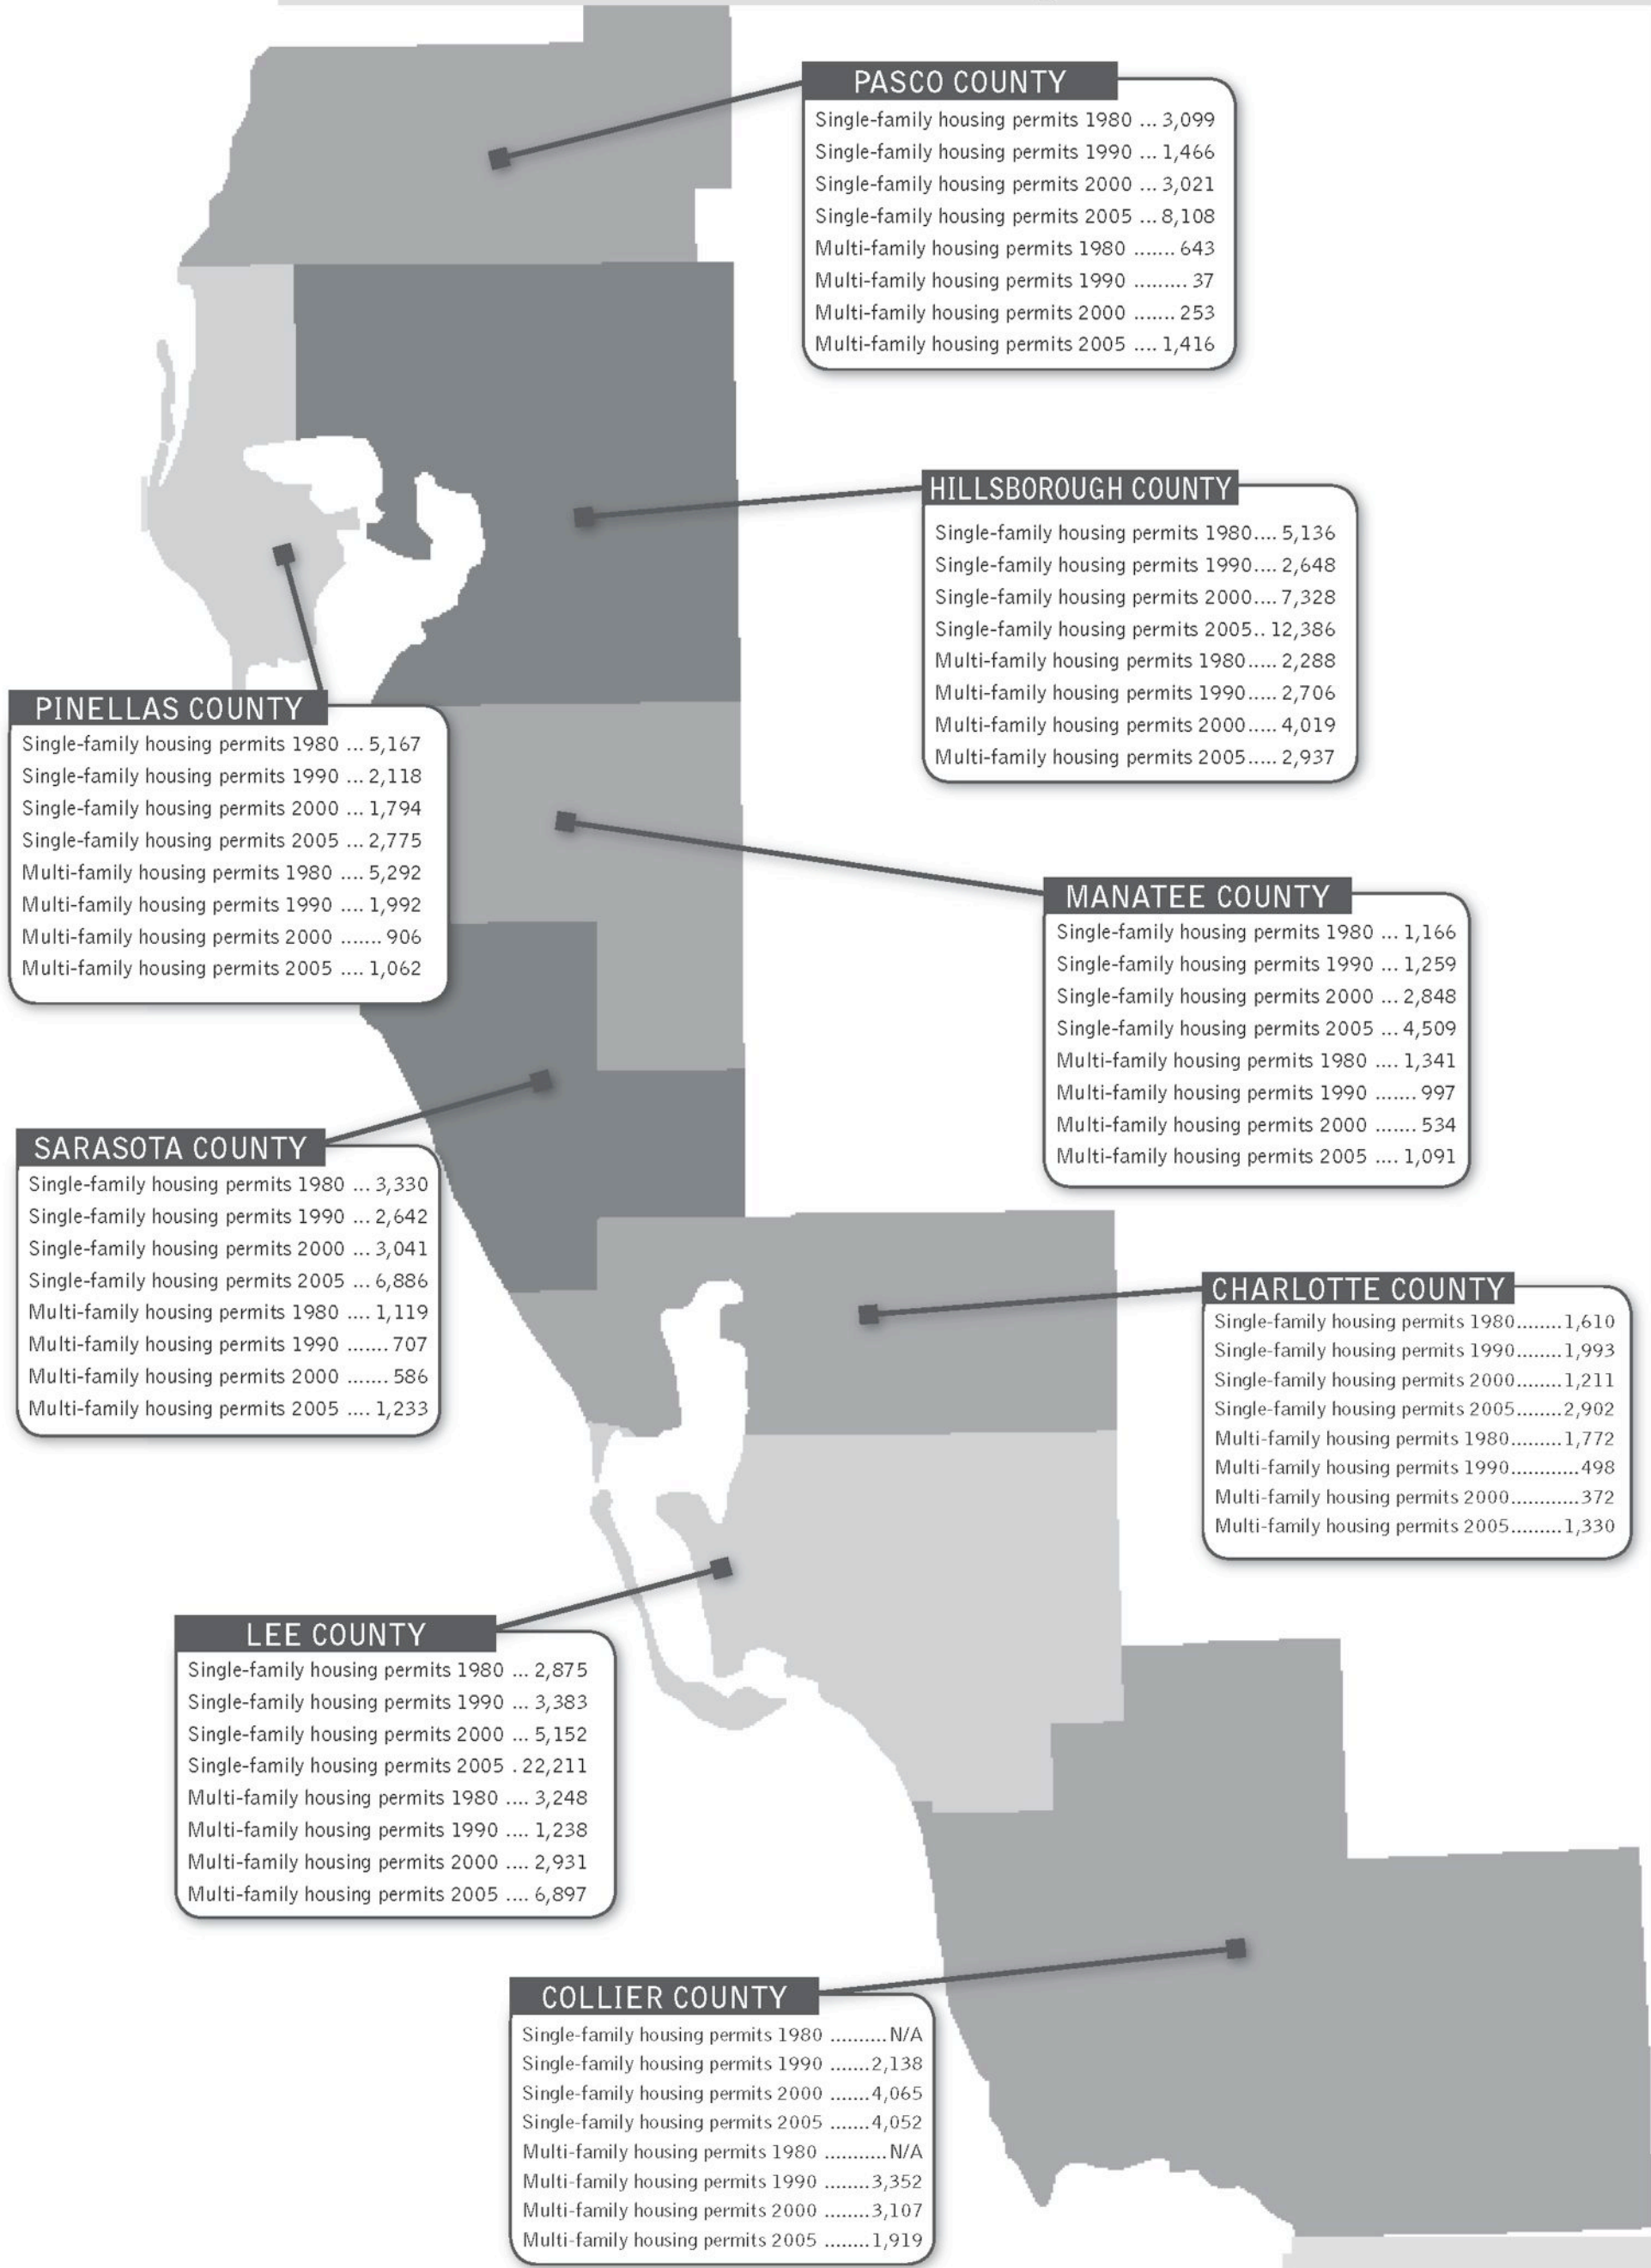 PASCO COUNTY
Single-family housing permits 1980 ... 3,099
Single-family housing permits 1990 ... 1,466
Single-family housing permits 2000 ... 3,021
Single-family housing permits 2005 ... 8,108
Multi-family housing permits 1980 ....... 643
Multi-family housing permits 1990 ......... 37
Multi-family housing permits 2000 ....... 253
Multi-family housing permits 2005 .... 1,416
HILLSBOROUGH COUNTY
Single-family housing permits 1980.... 5,136
Single-family housing permits 1990.... 2,648
Single-family housing permits 2000.... 7,328
Single-family housing permits 2005.. 12,386
Multi-family housing permits 1980..... 2,288
Multi-family housing permits 1990..... 2,706
Multi-family housing permits 2000..... 4,019
Multi-family housing permits 2005..... 2,937
PINELLAS COUNTY
Single-family housing permits 1980 ... 5,167
Single-family housing permits 1990 ... 2,118
Single-family housing permits 2000 ... 1,794
Single-family housing permits 2005 ... 2,775
Multi-family housing permits 1980 .... 5,292
Multi-family housing permits 1990 .... 1,992
Multi-family housing permits 2000 ....... 906
Multi-family housing permits 2005 .... 1,062
MANATEE COUNTY
Single-family housing permits 1980 ... 1,166
Single-family housing permits 1990 ... 1,259
Single-family housing permits 2000 ... 2,848
Single-family housing permits 2005 ... 4,509
Multi-family housing permits 1980 .... 1,341
Multi-family housing permits 1990 ....... 997
Multi-family housing permits 2000 ....... 534
Multi-family housing permits 2005 .... 1,091
SARASOTA COUNTY
Single-family housing permits 1980 ... 3,330
Single-family housing permits 1990 ... 2,642
Single-family housing permits 2000 ... 3,041
Single-family housing permits 2005 ... 6,886
Multi-family housing permits 1980 .... 1,119
Multi-family housing permits 1990 ....... 707
Multi-family housing permits 2000 ....... 586
Multi-family housing permits 2005 .... 1,233
CHARLOTTE COUNTY
Single-family housing permits 1980........1,610
Single-family housing permits 1990........1,993
Single-family housing permits 2000........1,211
Single-family housing permits 2005........2,902
Multi-family housing permits 1980.........1,772
Multi-family housing permits 1990............498
Multi-family housing permits 2000............372
Multi-family housing permits 2005.........1,330
LEE COUNTY
Single-family housing permits 1980 ... 2,875
Single-family housing permits 1990 ... 3,383
Single-family housing permits 2000 ... 5,152
Single-family housing permits 2005 . 22,211
Multi-family housing permits 1980 .... 3,248
Multi-family housing permits 1990 .... 1,238
Multi-family housing permits 2000 .... 2,931
Multi-family housing permits 2005 .... 6,897
COLLIER COUNTY
Single-family housing permits 1980 ..........N/A
Single-family housing permits 1990 .......2,138
Single-family housing permits 2000 .......4,065
Single-family housing permits 2005 .......4,052
Multi-family housing permits 1980 ...........N/A
Multi-family housing permits 1990 ........3,352
Multi-family housing permits 2000 ........3,107
Multi-family housing permits 2005 ........1,919